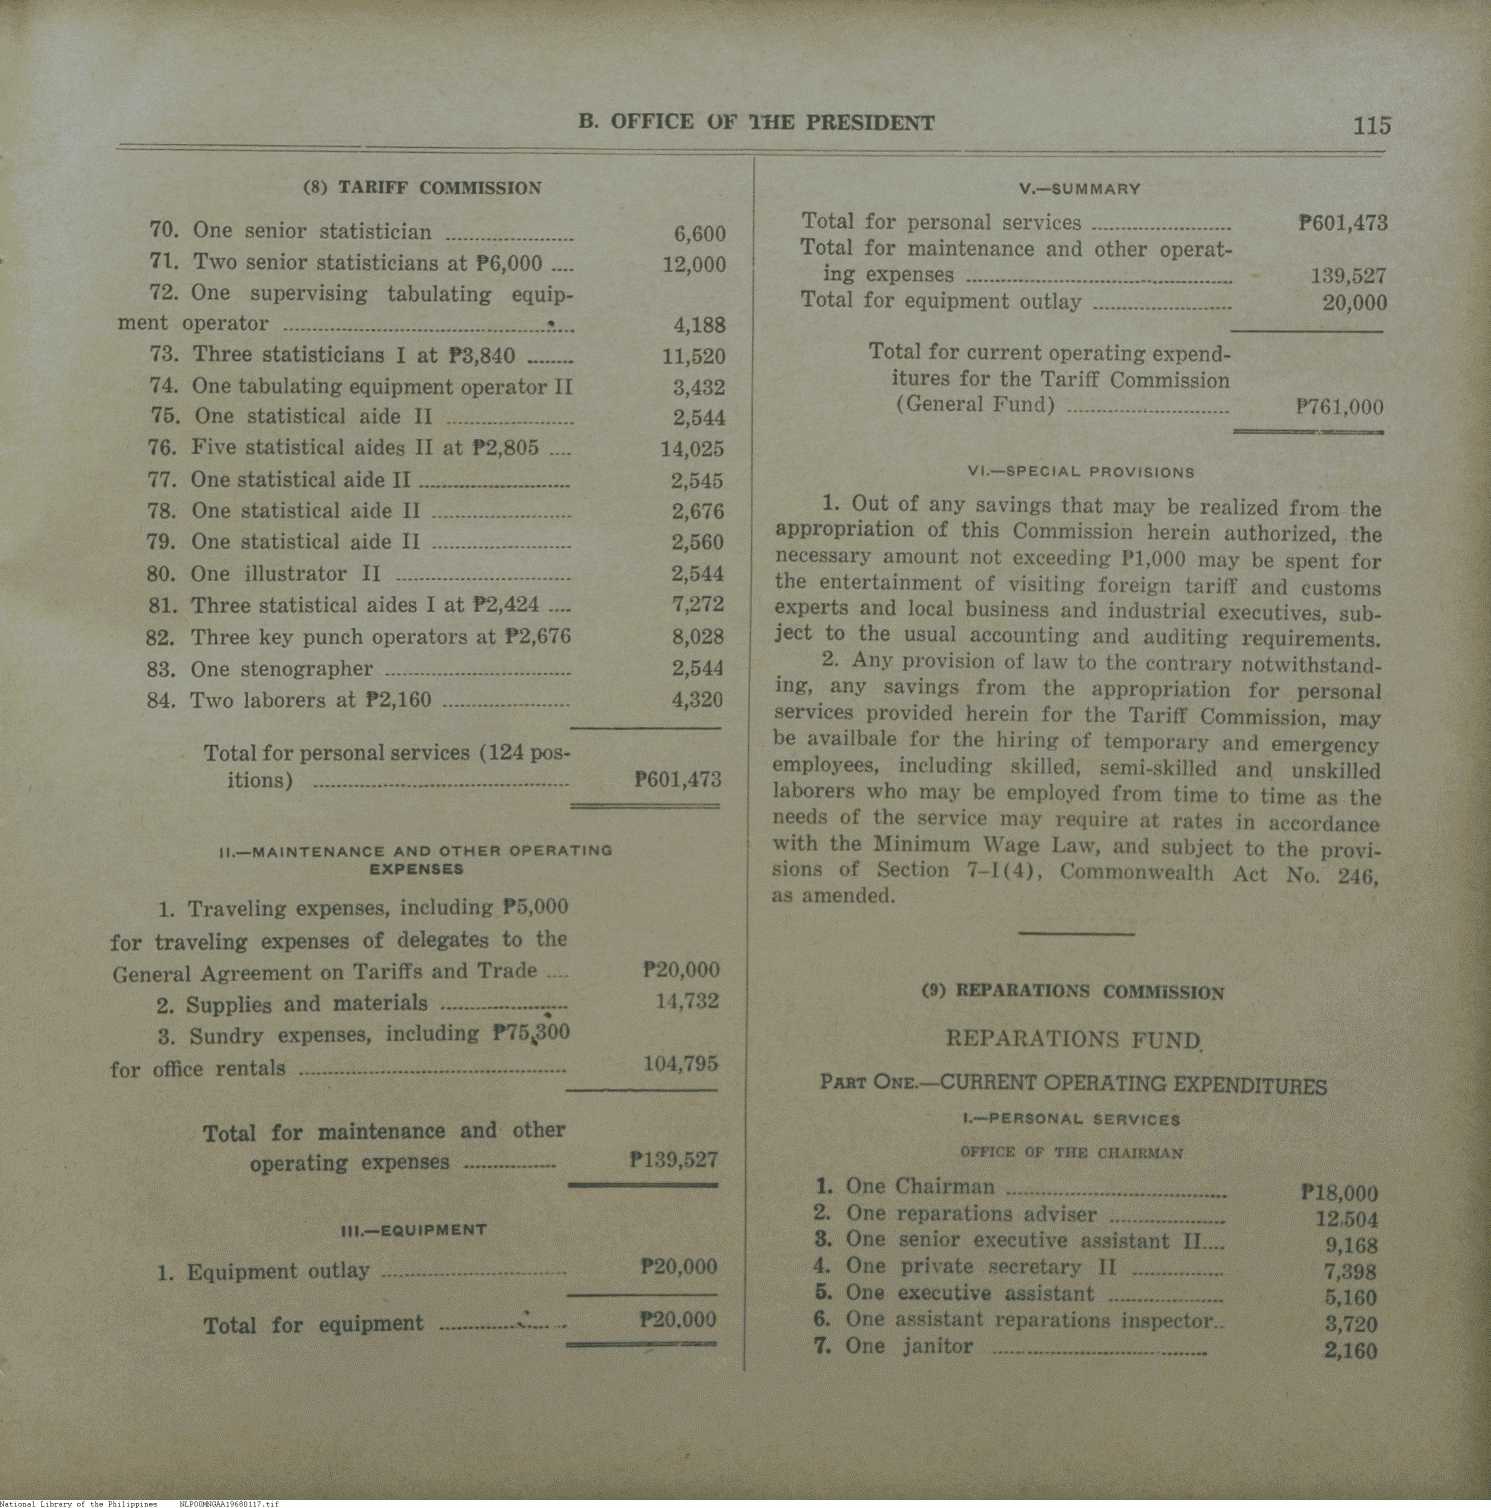 B. OFFICE OF THE PRESIDENT
115
(8) TARIFF COMMISSION
70. One senior statistician ........ 6,600
71. Two senior statisticians at ₱6,000 .... 12,000
72. One supervising tabulating equip-
ment operator ........ 4,188
73. Three statisticians I at ₱3,840 ........ 11,520
74. One tabulating equipment operator II 3,432
75. One statistical aide II ........ 2,544
76. Five statistical aides II at ₱2,805 .... 14,025
77. One statistical aide II ........ 2,545
78. One statistical aide II ........ 2,676
79. One statistical aide II ........ 2,560
80. One illustrator II ........ 2,544
81. Three statistical aides I at ₱2,424 .... 7,272
82. Three key punch operators at ₱2,676 8,028
83. One stenographer ........ 2,544
84. Two laborers at ₱2,160 ........ 4,320
Total for personal services (124 pos-
itions) ........ ₱601,473
II.—MAINTENANCE AND OTHER OPERATING
EXPENSES
1. Traveling expenses, including ₱5,000
for traveling expenses of delegates to the
General Agreement on Tariffs and Trade .... ₱20,000
2. Supplies and materials ........ 14,732
3. Sundry expenses, including ₱75,300
for office rentals ........ 104,795
Total for maintenance and other
operating expenses ........ ₱139,527
III.—EQUIPMENT
1. Equipment outlay ........ ₱20,000
Total for equipment ........ ₱20.000
V.—SUMMARY
Total for personal services ........ ₱601,473
Total for maintenance and other operat-
ing expenses ........ 139,527
Total for equipment outlay ........ 20,000
Total for current operating expend-
itures for the Tariff Commission
(General Fund) ........ ₱761,000
VI.—SPECIAL PROVISIONS
1. Out of any savings that may be realized from the
appropriation of this Commission herein authorized, the
necessary amount not exceeding ₱1,000 may be spent for
the entertainment of visiting foreign tariff and customs
experts and local business and industrial executives, sub-
ject to the usual accounting and auditing requirements.
2. Any provision of law to the contrary notwithstand-
ing, any savings from the appropriation for personal
services provided herein for the Tariff Commission, may
be availbale for the hiring of temporary and emergency
employees, including skilled, semi-skilled and unskilled
laborers who may be employed from time to time as the
needs of the service may require at rates in accordance
with the Minimum Wage Law, and subject to the provi-
sions of Section 7–I(4), Commonwealth Act No. 246,
as amended.
(9) REPARATIONS COMMISSION
REPARATIONS FUND
PART ONE.—CURRENT OPERATING EXPENDITURES
I.—PERSONAL SERVICES
OFFICE OF THE CHAIRMAN
1. One Chairman ........ ₱18,000
2. One reparations adviser ........ 12,504
3. One senior executive assistant II.... 9,168
4. One private secretary II ........ 7,398
5. One executive assistant ........ 5,160
6. One assistant reparations inspector.. 3,720
7. One janitor ........ 2,160
National Library of the Philippines NLPOOMNGAA19680117.tif